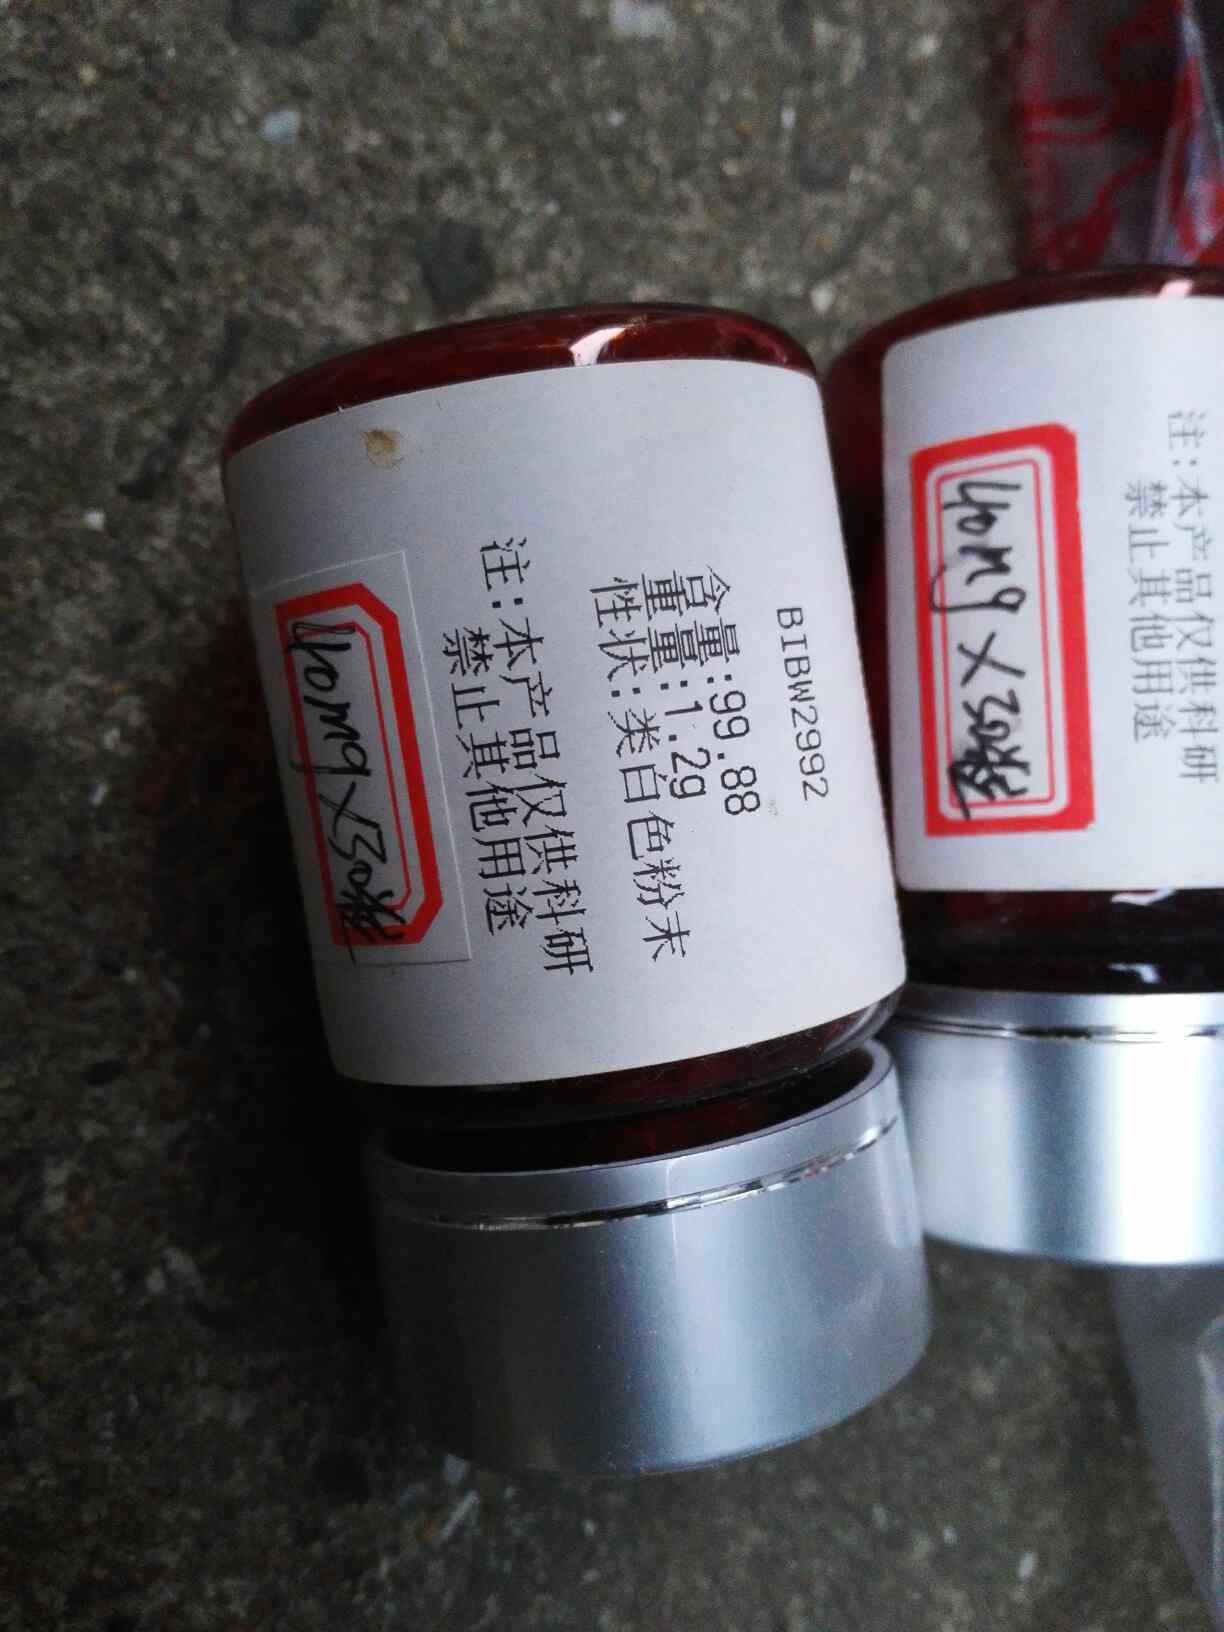 BIBW2992
含量:99.88
重量:1.2g
性状:类白色粉末
注:本产品仅供科研
禁止其他用途
40mg×30粒
注:本产品仅供科研
禁止其他用途
40mg×30粒